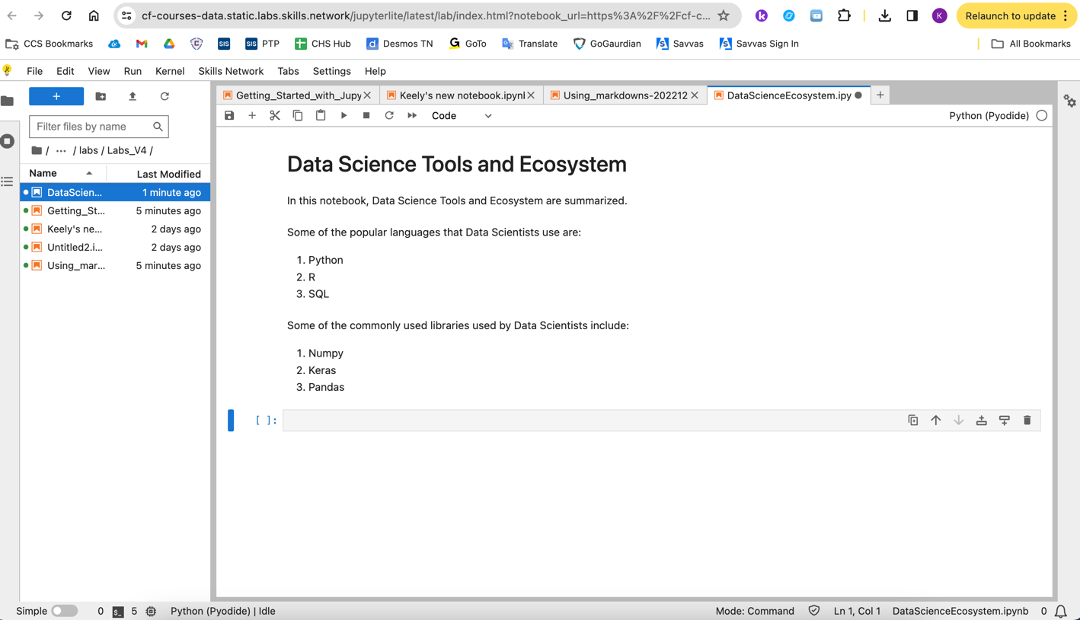 cf-courses-data.static.labs.skills.network/jupyterlite/latest/lab/index.html?notebook_url=https%3A%2F%2Fcf-c...
K
Relaunch to update
CCS Bookmarks
SIS
SIS PTP
CHS Hub
Desmos TN
GoTo
Translate
GoGaurdian
Savvas
Savvas Sign In
All Bookmarks
File Edit View Run Kernel Skills Network Tabs Settings Help
Getting_Started_with_Jupy
Keely's new notebook.ipynl
Using_markdowns-202212
DataScienceEcosystem.ipy
Code
Python (Pyodide)
Filter files by name
/ ··· / labs / Labs_V4 /
Name Last Modified
DataScien... 1 minute ago
Getting_St... 5 minutes ago
Keely's ne... 2 days ago
Untitled2.i... 2 days ago
Using_mar... 5 minutes ago
Data Science Tools and Ecosystem
In this notebook, Data Science Tools and Ecosystem are summarized.
Some of the popular languages that Data Scientists use are:
1. Python
2. R
3. SQL
Some of the commonly used libraries used by Data Scientists include:
1. Numpy
2. Keras
3. Pandas
[ ]:
Simple 0 5 Python (Pyodide) | Idle
Mode: Command Ln 1, Col 1 DataScienceEcosystem.ipynb 0